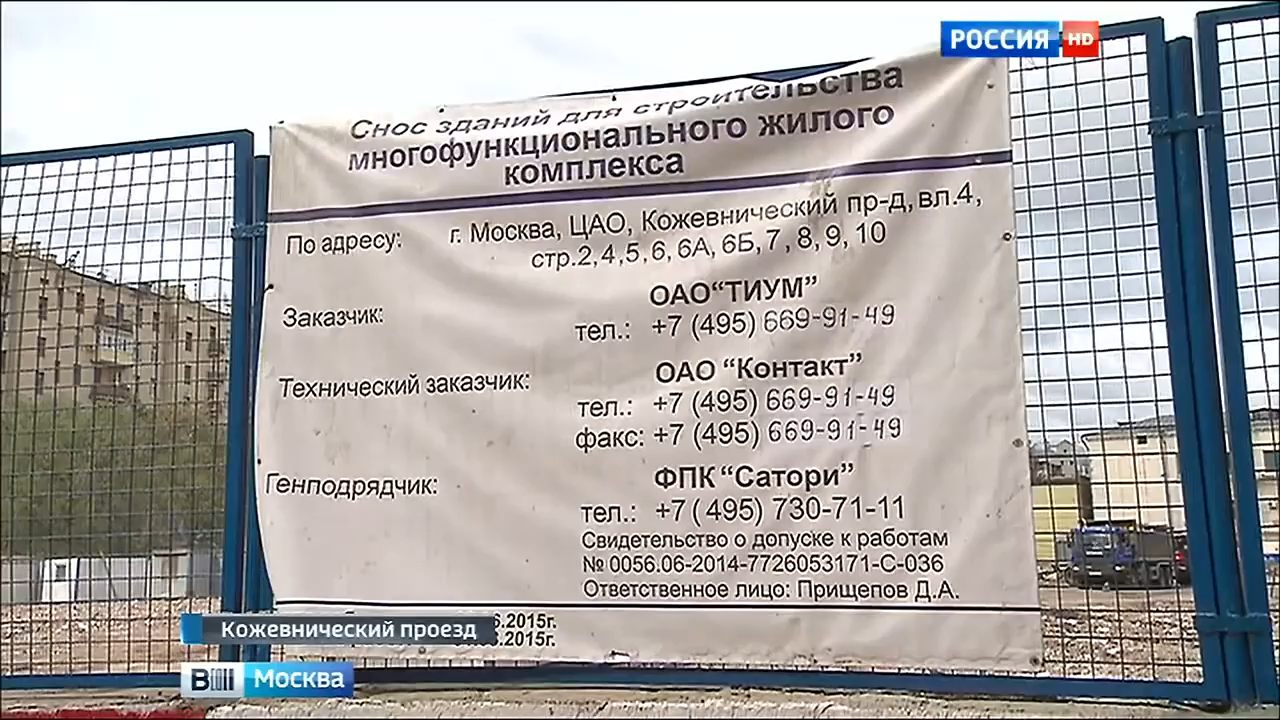 РОССИЯ HD
Снос зданий для строительства
многофункционального жилого
комплекса
По адресу: г. Москва, ЦАО, Кожевнический пр-д, вл.4,
стр.2,4,5,6, 6А, 6Б, 7, 8, 9, 10
Заказчик: ОАО“ТИУМ”
тел.: +7 (495) 669-91-49
Технический заказчик: ОАО “Контакт”
тел.: +7 (495) 669-91-49
факс: +7 (495) 669-91-49
Генподрядчик: ФПК “Сатори”
тел.: +7 ( 495) 730-71-11
Свидетельство о допуске к работам
№ 0056.06-2014-7726053171-С-036
Ответственное лицо: Прищепов Д.А.
.2015г.
.2015г.
Кожевнический проезд
Москва